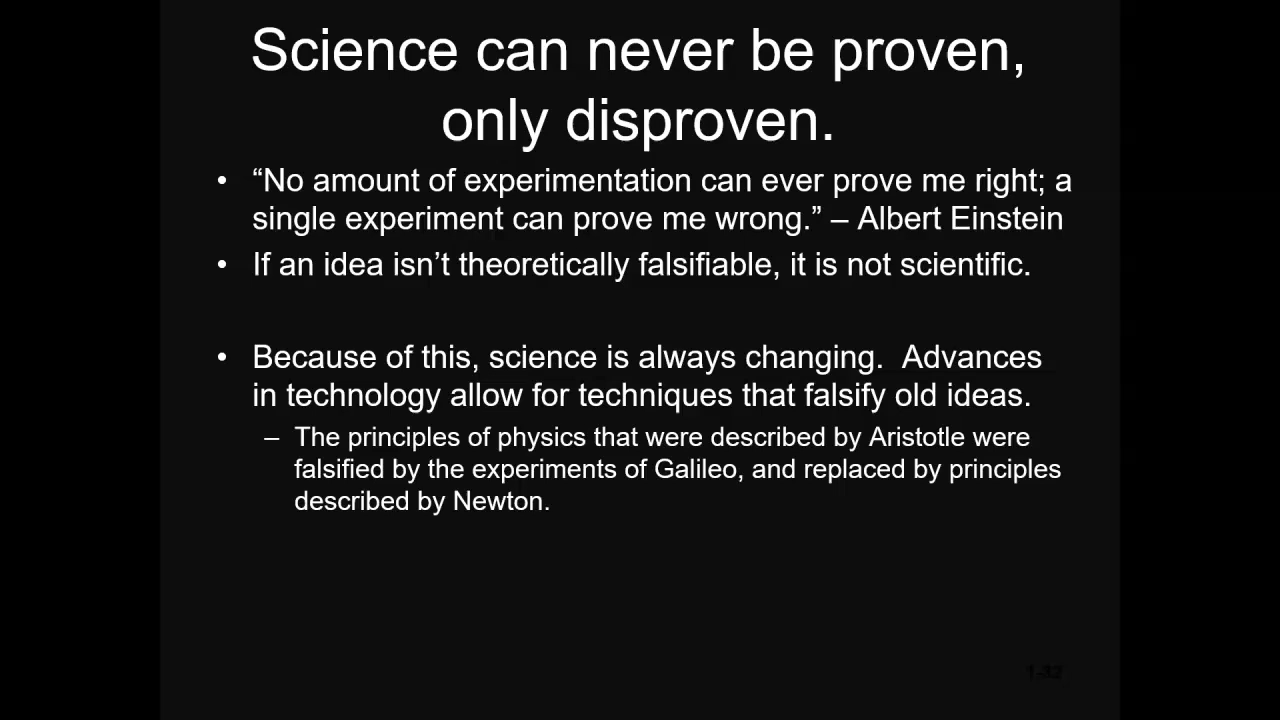 Science can never be proven,
only disproven.
• “No amount of experimentation can ever prove me right; a
single experiment can prove me wrong.” – Albert Einstein
• If an idea isn’t theoretically falsifiable, it is not scientific.
• Because of this, science is always changing.  Advances
in technology allow for techniques that falsify old ideas.
– The principles of physics that were described by Aristotle were
falsified by the experiments of Galileo, and replaced by principles
described by Newton.
1-32